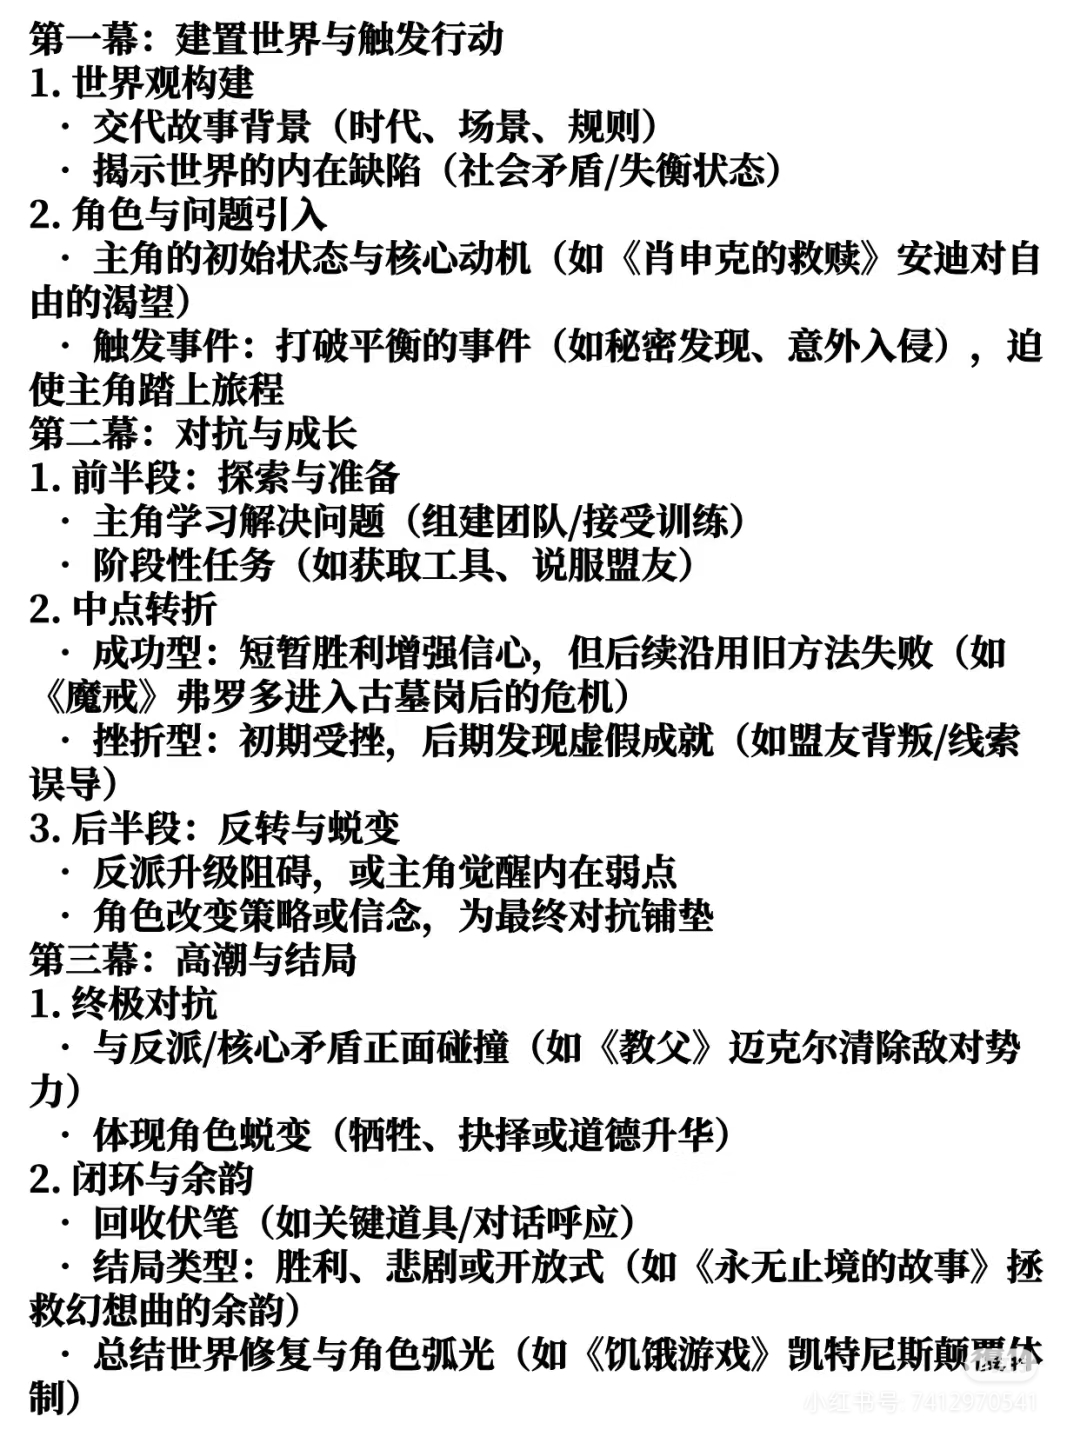 第一幕：建置世界与触发行动
1. 世界观构建
· 交代故事背景（时代、场景、规则）
· 揭示世界的内在缺陷（社会矛盾/失衡状态）
2. 角色与问题引入
· 主角的初始状态与核心动机（如《肖申克的救赎》安迪对自
由的渴望）
· 触发事件：打破平衡的事件（如秘密发现、意外入侵），迫
使主角踏上旅程
第二幕：对抗与成长
1. 前半段：探索与准备
· 主角学习解决问题（组建团队/接受训练）
· 阶段性任务（如获取工具、说服盟友）
2. 中点转折
· 成功型：短暂胜利增强信心，但后续沿用旧方法失败（如
《魔戒》弗罗多进入古墓岗后的危机）
· 挫折型：初期受挫，后期发现虚假成就（如盟友背叛/线索
误导）
3. 后半段：反转与蜕变
· 反派升级阻碍，或主角觉醒内在弱点
· 角色改变策略或信念，为最终对抗铺垫
第三幕：高潮与结局
1. 终极对抗
· 与反派/核心矛盾正面碰撞（如《教父》迈克尔清除敌对势
力）
· 体现角色蜕变（牺牲、抉择或道德升华）
2. 闭环与余韵
· 回收伏笔（如关键道具/对话呼应）
· 结局类型：胜利、悲剧或开放式（如《永无止境的故事》拯
救幻想曲的余韵）
· 总结世界修复与角色弧光（如《饥饿游戏》凯特尼斯颠覆体
制）
小红书号: 7412970541